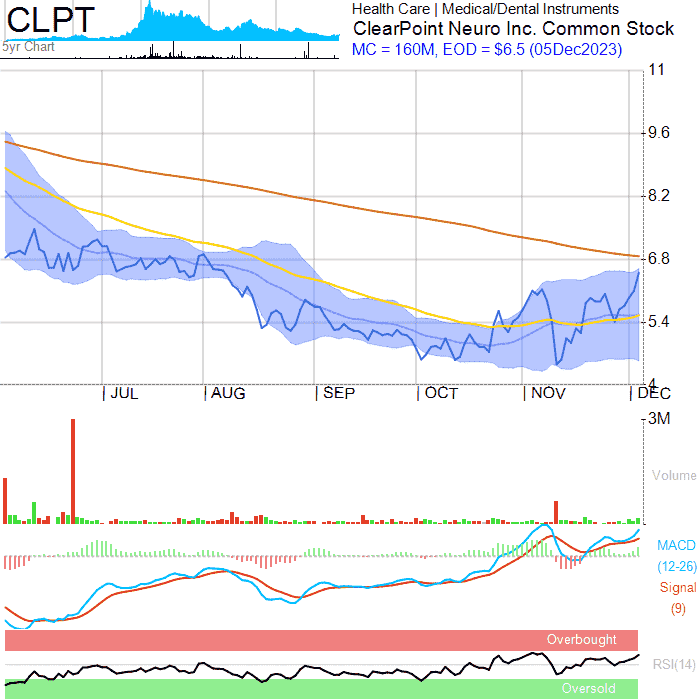 CLPT
Health Care | Medical/Dental Instruments
ClearPoint Neuro Inc. Common Stock
MC = 160M, EOD = $6.5 (05Dec2023)
5yr Chart
11
9.6
8.2
6.8
5.4
4
JUL AUG SEP OCT NOV DEC
3M
Volume
MACD
(12-26)
Signal
(9)
Overbought
RSI(14)
Oversold